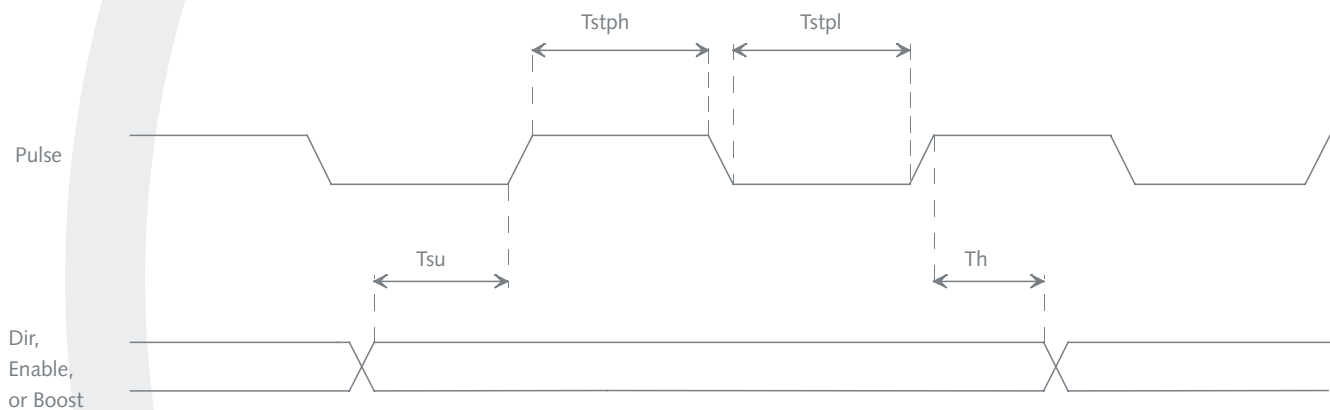 Tstph
Tstpl
Pulse
Tsu
Th
Dir,
Enable,
or Boost